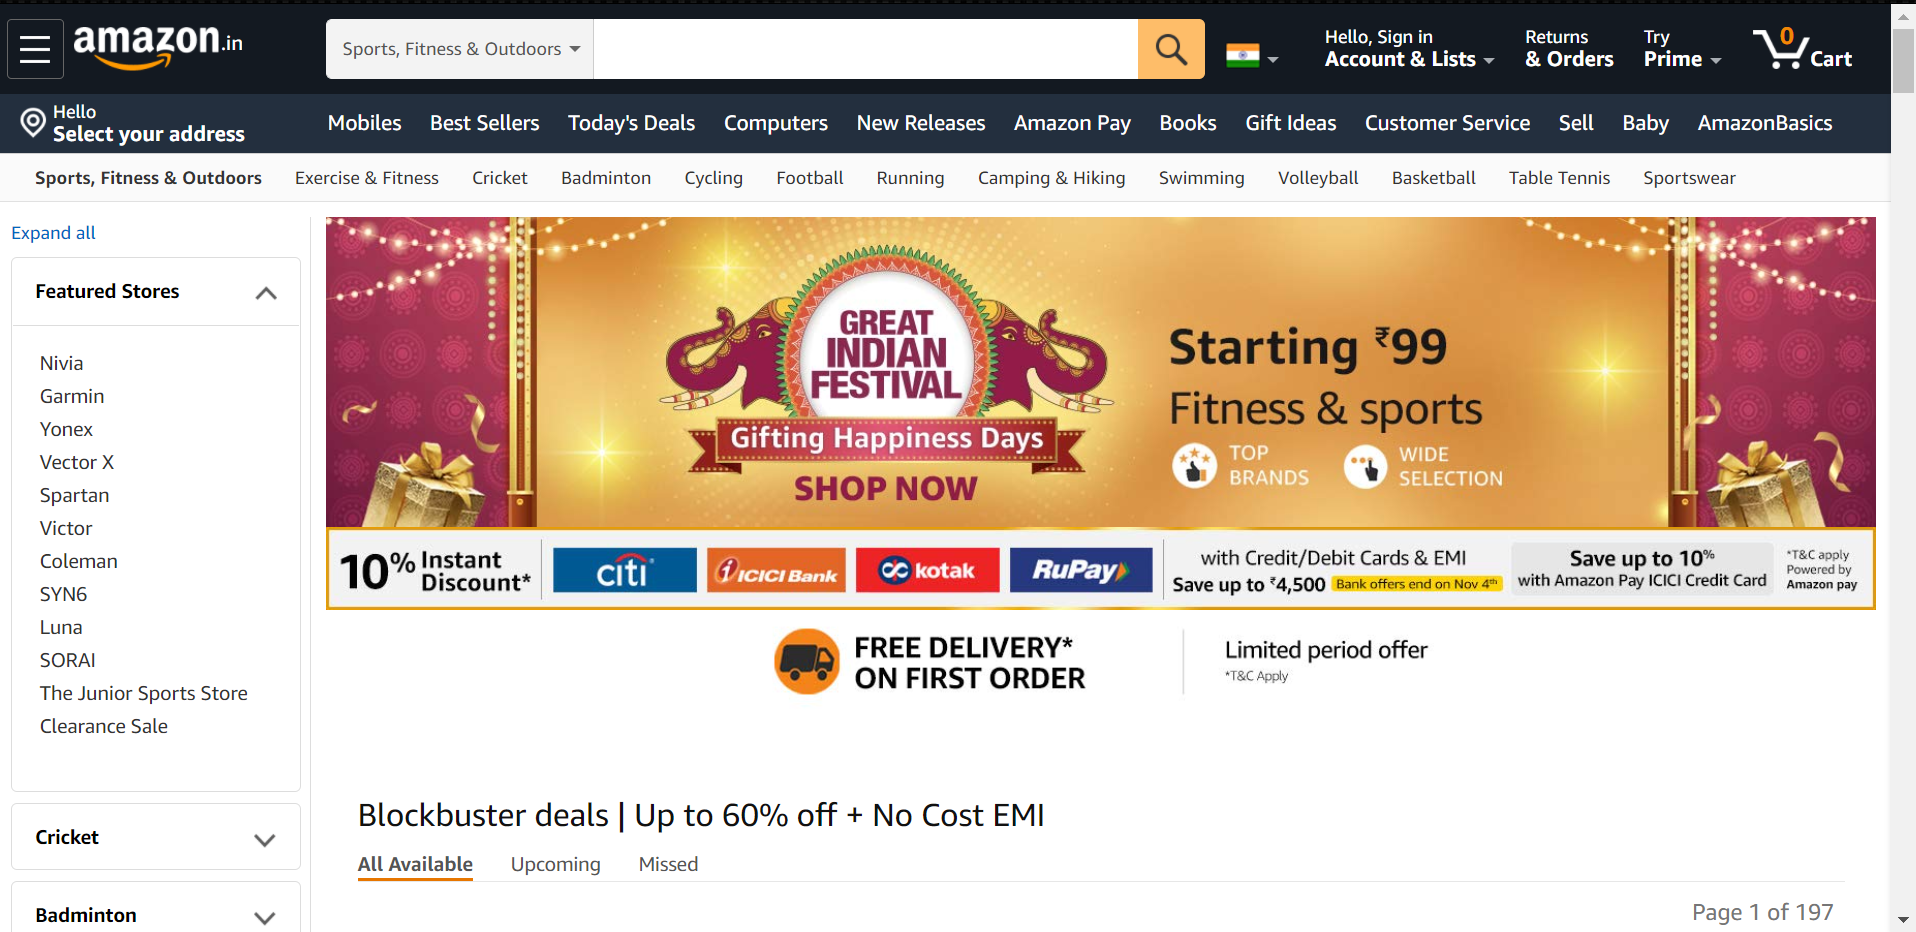 amazon.in
Sports, Fitness & Outdoors
Hello, Sign in
Account & Lists
Returns
& Orders
Try
Prime
0
Cart
Hello
Select your address
Mobiles Best Sellers Today's Deals Computers New Releases Amazon Pay Books Gift Ideas Customer Service Sell Baby AmazonBasics
Sports, Fitness & Outdoors Exercise & Fitness Cricket Badminton Cycling Football Running Camping & Hiking Swimming Volleyball Basketball Table Tennis Sportswear
Expand all
Featured Stores
Nivia
Garmin
Yonex
Vector X
Spartan
Victor
Coleman
SYN6
Luna
SORAI
The Junior Sports Store
Clearance Sale
Cricket
Badminton
GREAT
INDIAN
FESTIVAL
Gifting Happiness Days
SHOP NOW
Starting ₹99
Fitness & sports
TOP
BRANDS
WIDE
SELECTION
10% Instant
Discount*
citi
ICICI Bank
kotak
RuPay
with Credit/Debit Cards & EMI
Save up to ₹4,500 Bank offers end on Nov 4th
Save up to 10%
with Amazon Pay ICICI Credit Card
*T&C apply
Powered by
Amazon pay
FREE DELIVERY*
ON FIRST ORDER
Limited period offer
*T&C Apply
Blockbuster deals | Up to 60% off + No Cost EMI
All Available Upcoming Missed
Page 1 of 197